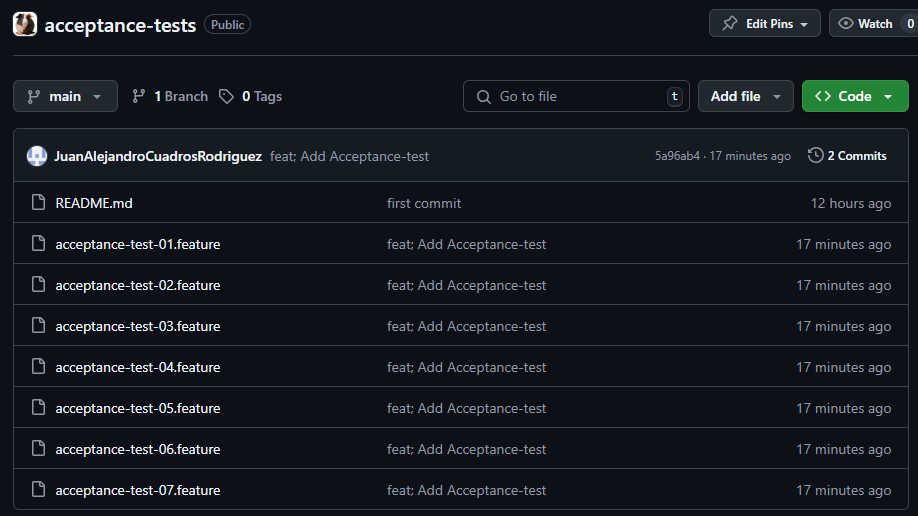 acceptance-tests Public Edit Pins Watch 0
main 1 Branch 0 Tags Go to file t Add file Code
JuanAlejandroCuadrosRodriguez feat; Add Acceptance-test 5a96ab4 · 17 minutes ago 2 Commits
README.md first commit 12 hours ago
acceptance-test-01.feature feat; Add Acceptance-test 17 minutes ago
acceptance-test-02.feature feat; Add Acceptance-test 17 minutes ago
acceptance-test-03.feature feat; Add Acceptance-test 17 minutes ago
acceptance-test-04.feature feat; Add Acceptance-test 17 minutes ago
acceptance-test-05.feature feat; Add Acceptance-test 17 minutes ago
acceptance-test-06.feature feat; Add Acceptance-test 17 minutes ago
acceptance-test-07.feature feat; Add Acceptance-test 17 minutes ago